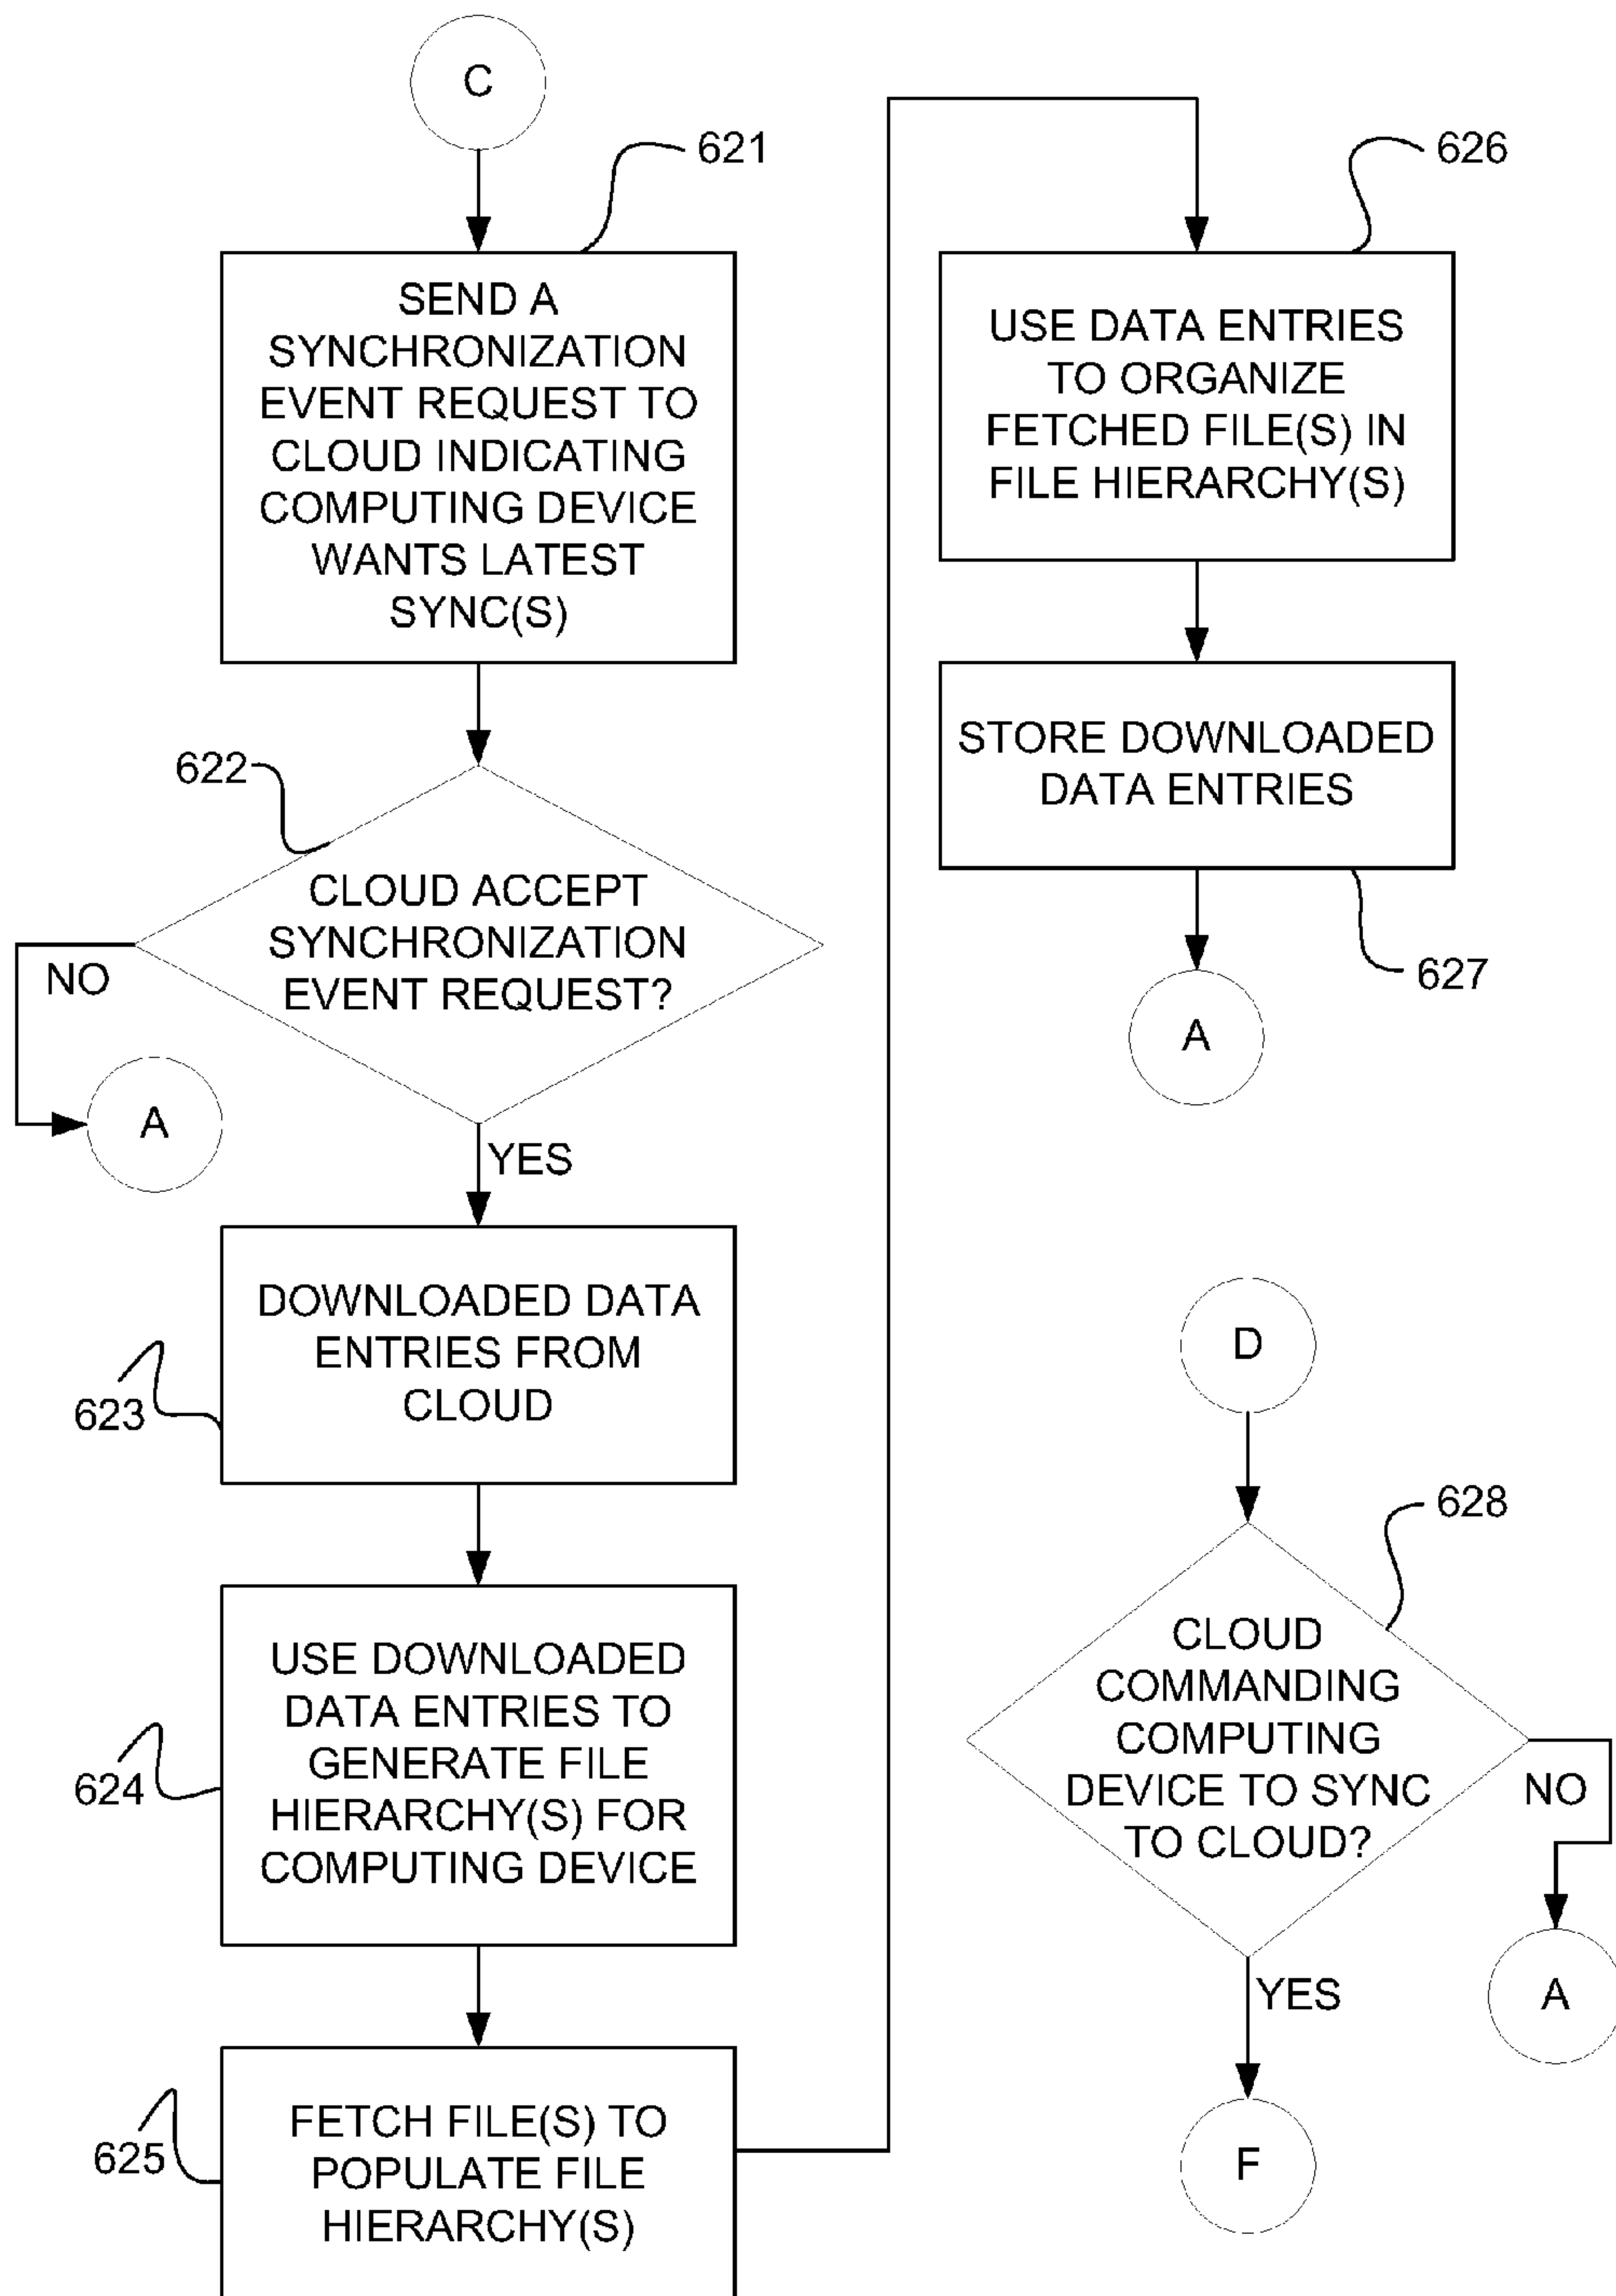 C
621
SEND A
SYNCHRONIZATION
EVENT REQUEST TO
CLOUD INDICATING
COMPUTING DEVICE
WANTS LATEST
SYNC(S)
622
CLOUD ACCEPT
SYNCHRONIZATION
EVENT REQUEST?
NO
A
YES
DOWNLOADED DATA
ENTRIES FROM
CLOUD
623
USE DOWNLOADED
DATA ENTRIES TO
GENERATE FILE
HIERARCHY(S) FOR
COMPUTING DEVICE
624
FETCH FILE(S) TO
POPULATE FILE
HIERARCHY(S)
625
626
USE DATA ENTRIES
TO ORGANIZE
FETCHED FILE(S) IN
FILE HIERARCHY(S)
STORE DOWNLOADED
DATA ENTRIES
627
A
D
628
CLOUD
COMMANDING
COMPUTING
DEVICE TO SYNC
TO CLOUD?
NO
A
YES
F